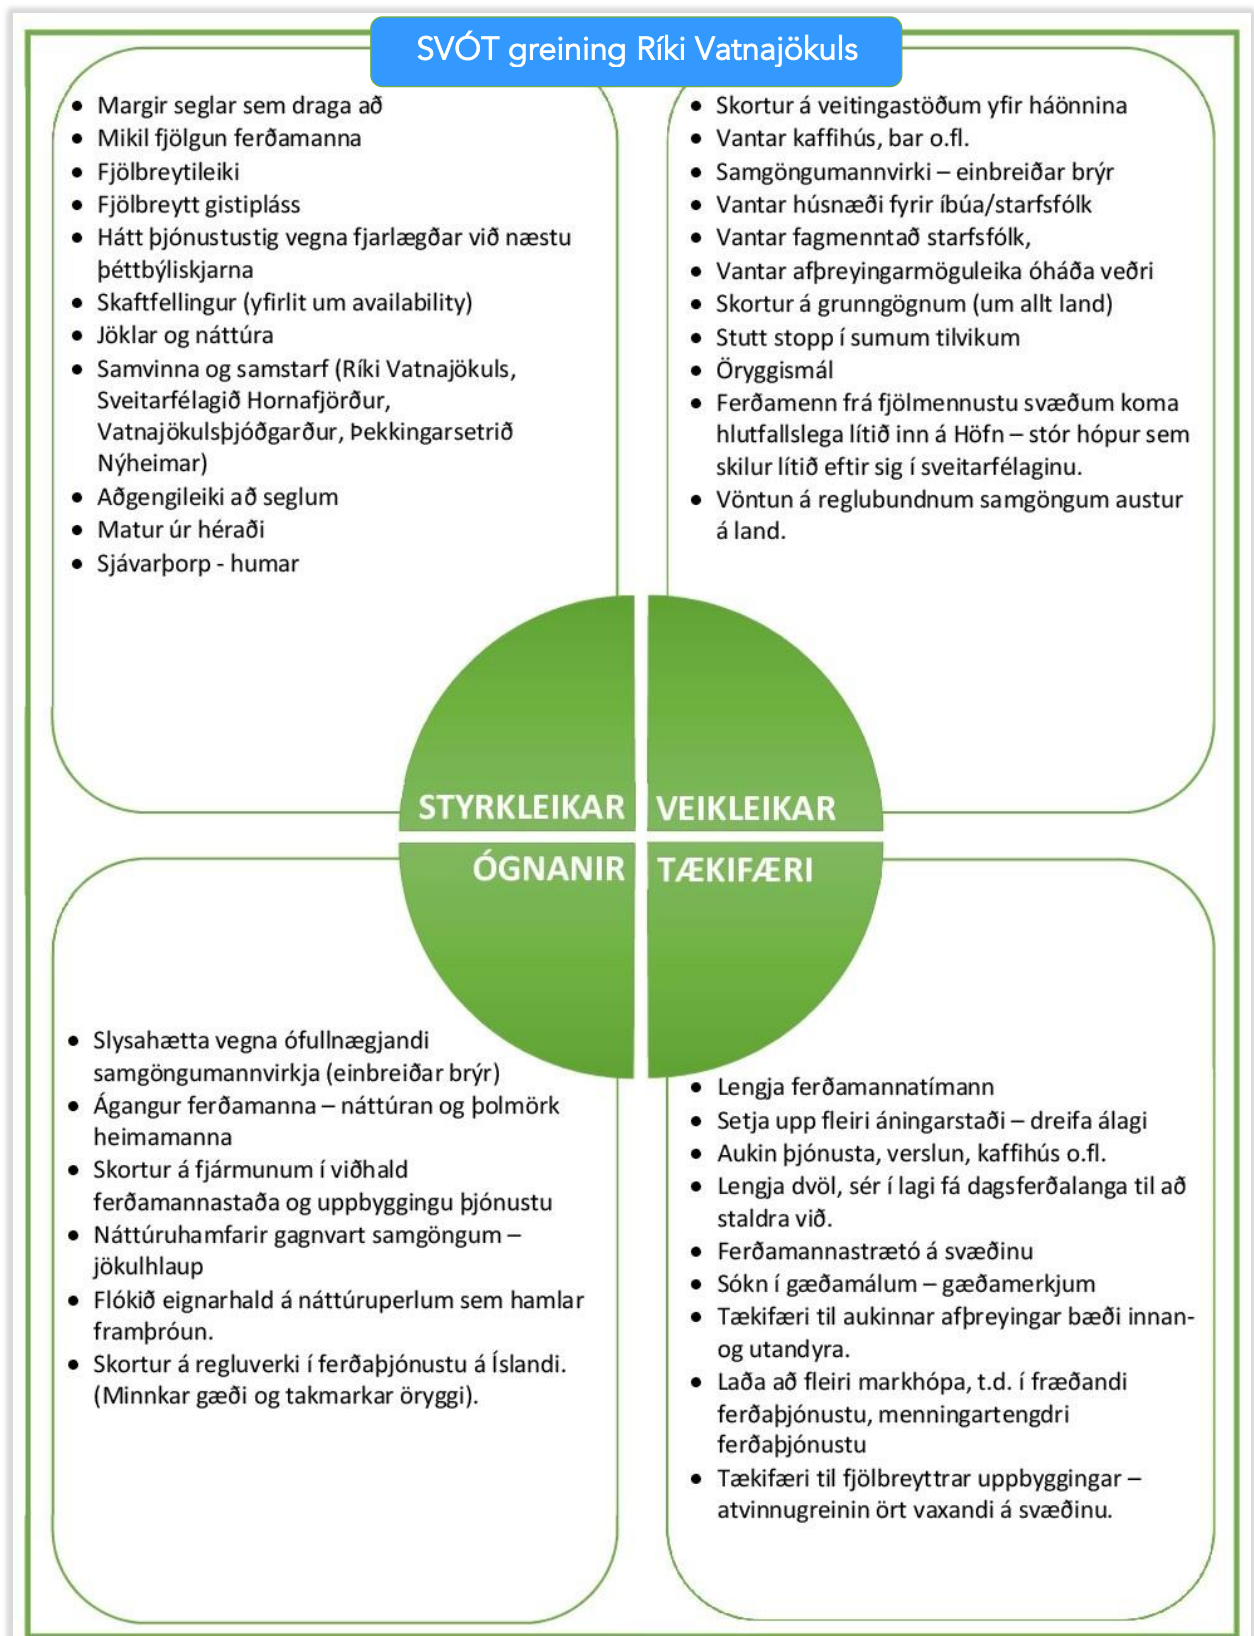 SVÓT greining Ríki Vatnajökuls
• Margir seglar sem draga að
• Mikil fjölgun ferðamanna
• Fjölbreytileiki
• Fjölbreytt gistipláss
• Hátt þjónustustig vegna fjarlægðar við næstu
þéttbýliskjarna
• Skaftfellingur (yfirlit um availability)
• Jöklar og náttúra
• Samvinna og samstarf (Ríki Vatnajökuls,
Sveitarfélagið Hornafjörður,
Vatnajökulsþjóðgarður, Þekkingarsetrið
Nýheimar)
• Aðgengileiki að seglum
• Matur úr héraði
• Sjávarþorp - humar
STYRKLEIKAR
• Skortur á veitingastöðum yfir háönnina
• Vantar kaffihús, bar o.fl.
• Samgöngumannvirki – einbreiðar brýr
• Vantar húsnæði fyrir íbúa/starfsfólk
• Vantar fagmenntað starfsfólk,
• Vantar afþreyingarmöguleika óháða veðri
• Skortur á grunngögnum (um allt land)
• Stutt stopp í sumum tilvikum
• Öryggismál
• Ferðamenn frá fjölmennustu svæðum koma
hlutfallslega lítið inn á Höfn – stór hópur sem
skilur lítið eftir sig í sveitarfélaginu.
• Vöntun á reglubundnum samgöngum austur
á land.
VEIKLEIKAR
ÓGNANIR
• Slysahætta vegna ófullnægjandi
samgöngumannvirkja (einbreiðar brýr)
• Ágangur ferðamanna – náttúran og þolmörk
heimamanna
• Skortur á fjármunum í viðhald
ferðamannastaða og uppbyggingu þjónustu
• Náttúruhamfarir gagnvart samgöngum –
jökulhlaup
• Flókið eignarhald á náttúruperlum sem hamlar
framþróun.
• Skortur á regluverki í ferðaþjónustu á Íslandi.
(Minnkar gæði og takmarkar öryggi).
TÆKIFÆRI
• Lengja ferðamannatímann
• Setja upp fleiri áningarstaði – dreifa álagi
• Aukin þjónusta, verslun, kaffihús o.fl.
• Lengja dvöl, sér í lagi fá dagsferðalanga til að
staldra við.
• Ferðamannastrætó á svæðinu
• Sókn í gæðamálum – gæðamerkjum
• Tækifæri til aukinnar afþreyingar bæði innan-
og utandyra.
• Laða að fleiri markhópa, t.d. í fræðandi
ferðaþjónustu, menningartengdri
ferðaþjónustu
• Tækifæri til fjölbreyttrar uppbyggingar –
atvinnugreinin ört vaxandi á svæðinu.